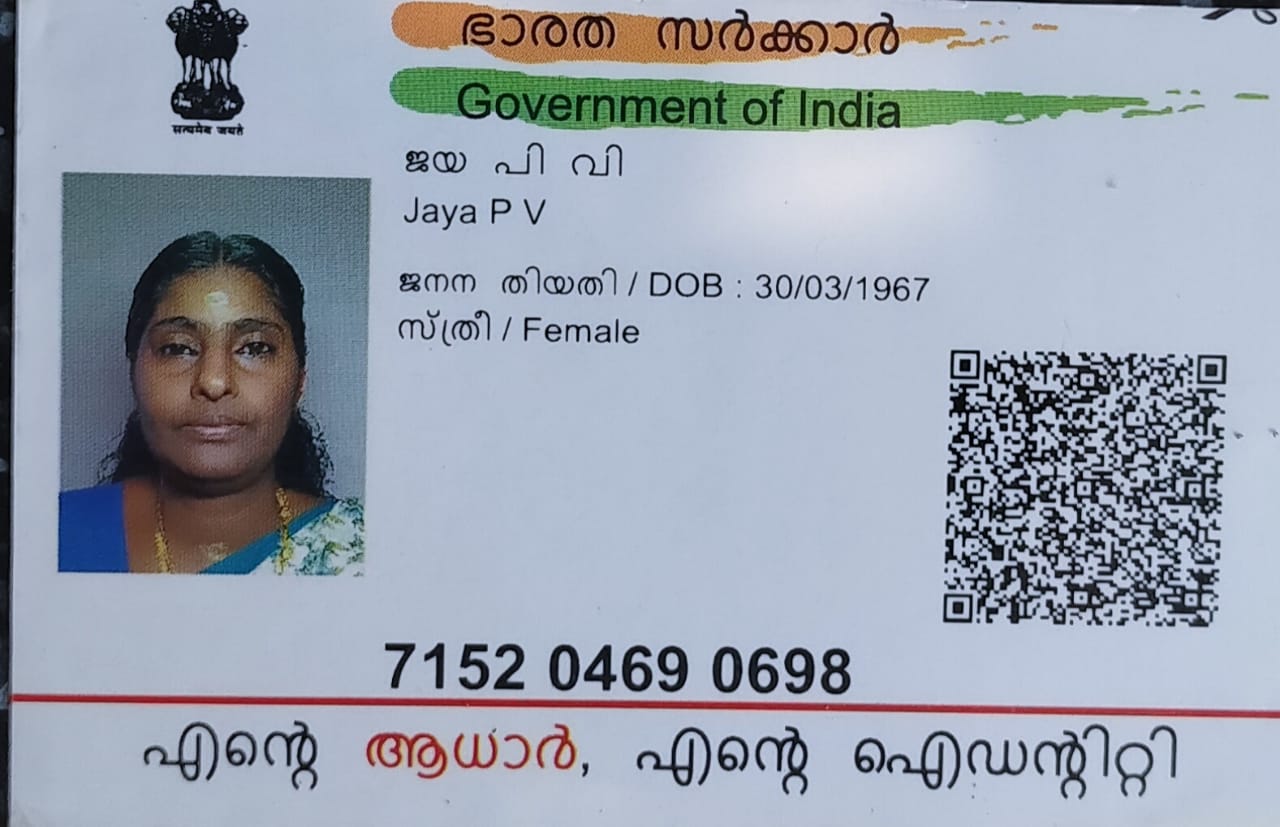 सत्यमेव जयते
ഭാരത സർക്കാർ
Government of India
ജയ പി വി
Jaya P V
ജനന തിയതി / DOB : 30/03/1967
സ്ത്രീ / Female
7152 0469 0698
എന്റെ ആധാർ, എന്റെ ഐഡന്റിറ്റി